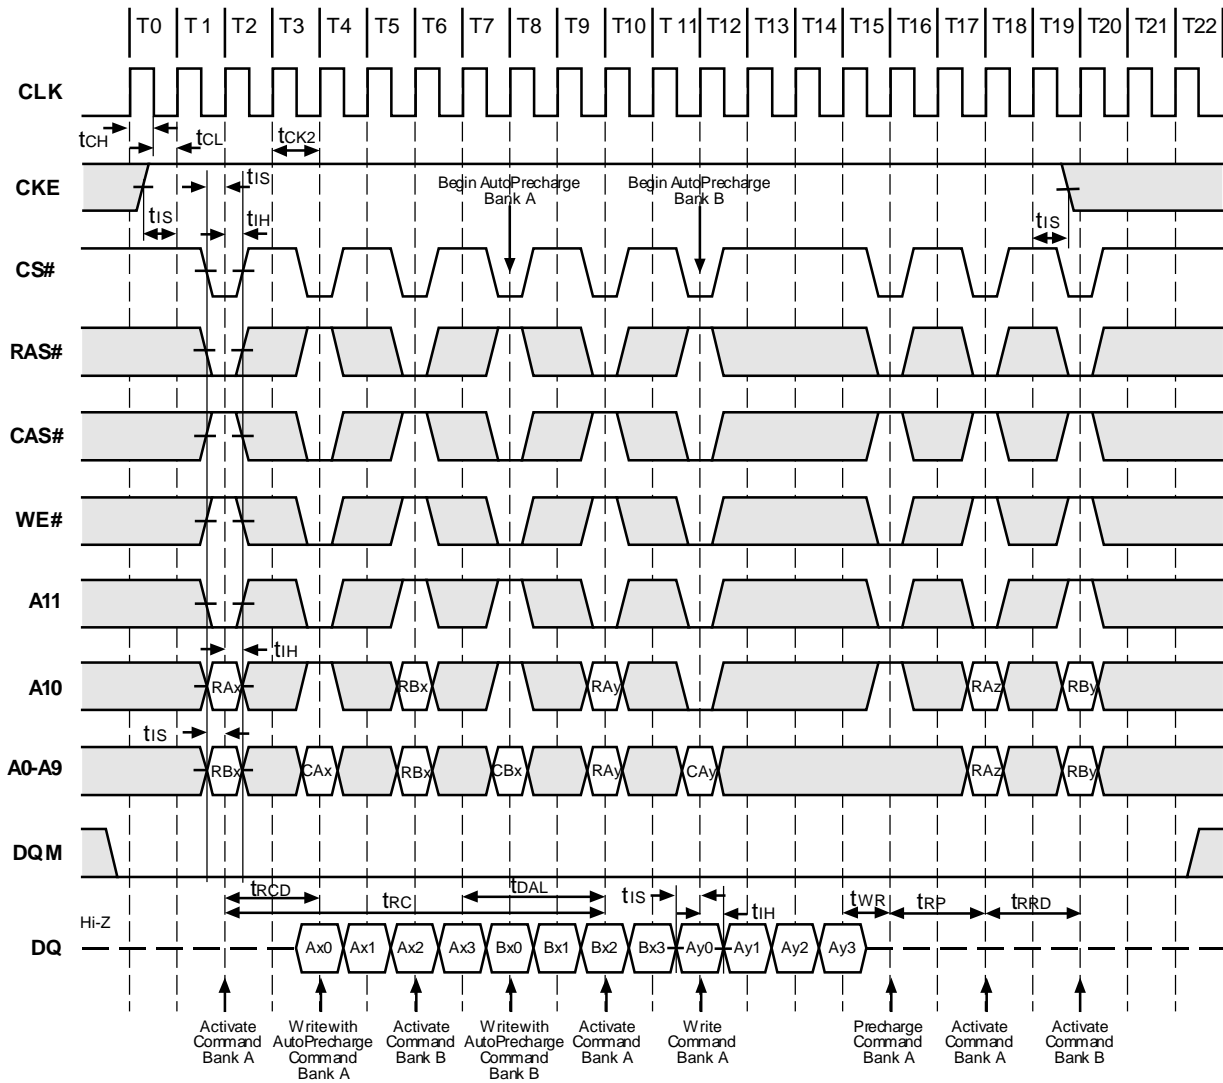 T0 T1 T2 T3 T4 T5 T6 T7 T8 T9 T10 T11 T12 T13 T14 T15 T16 T17 T18 T19 T20 T21 T22
CLK
tCH tCL tCK2
CKE
tIS
Begin AutoPrecharge
Bank A
Begin AutoPrecharge
Bank B
tIS tIH tIS
CS#
RAS#
CAS#
WE#
A11
tIH
A10
RAx RBx RAy RAz RBy
tIS
A0-A9
RBx CAx RBx CBx RAy CAy RAz RBy
DQM
tRCD tDAL tIS tWR tRP tRRD
tRC tIH
Hi-Z
DQ
Ax0 Ax1 Ax2 Ax3 Bx0 Bx1 Bx2 Bx3 Ay0 Ay1 Ay2 Ay3
Activate
Command
Bank A
Write with
AutoPrecharge
Command
Bank A
Activate
Command
Bank B
Write with
AutoPrecharge
Command
Bank B
Activate
Command
Bank A
Write
Command
Bank A
Precharge
Command
Bank A
Activate
Command
Bank A
Activate
Command
Bank B